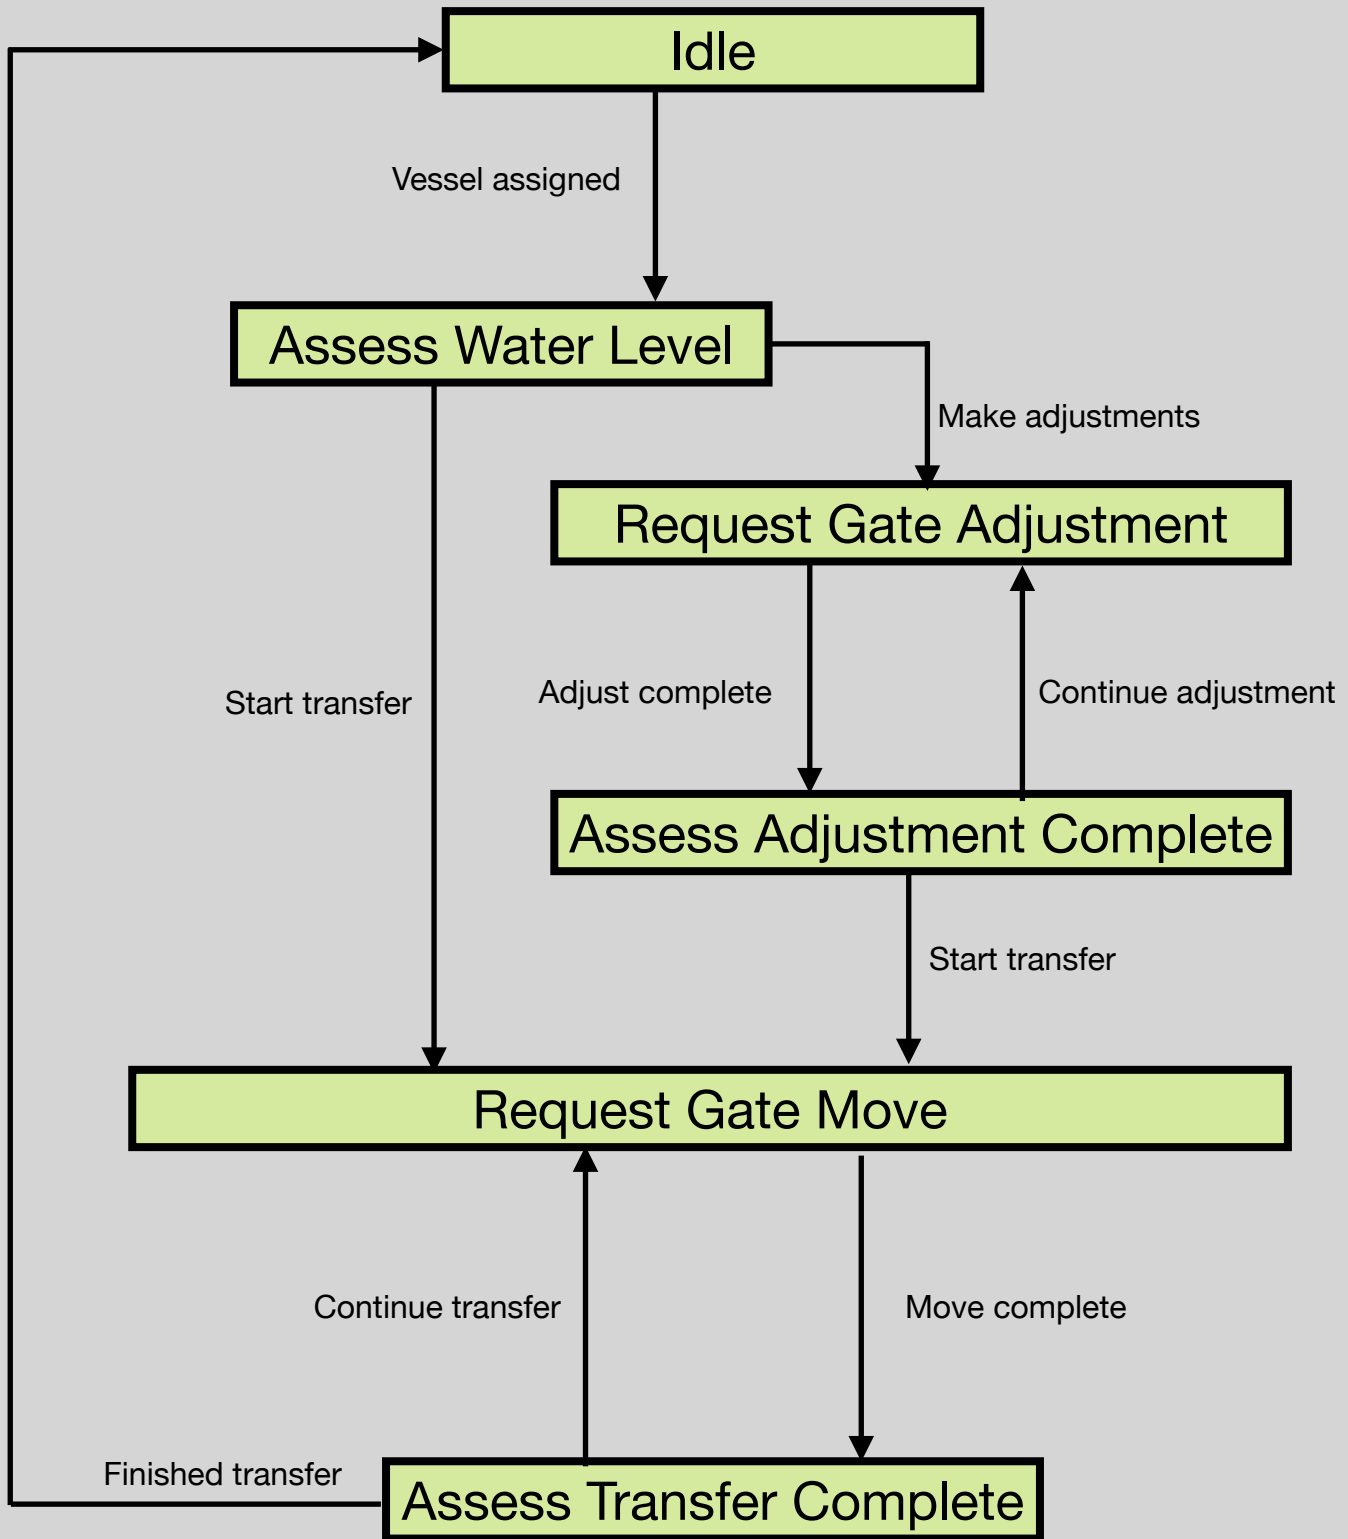 Idle
Vessel assigned
Assess Water Level
Make adjustments
Request Gate Adjustment
Start transfer
Adjust complete
Continue adjustment
Assess Adjustment Complete
Start transfer
Request Gate Move
Continue transfer
Move complete
Finished transfer
Assess Transfer Complete